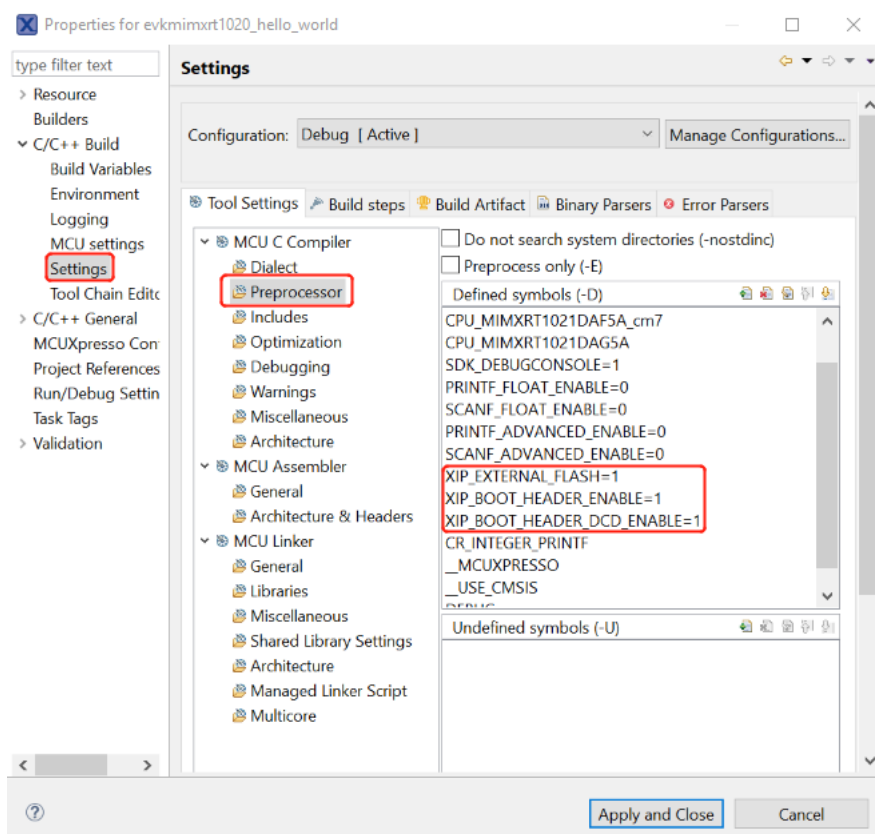 Properties for evkmimxrt1020_hello_world
type filter text
Resource
Builders
C/C++ Build
Build Variables
Environment
Logging
MCU settings
Settings
Tool Chain Edito
C/C++ General
MCUXpresso Con
Project References
Run/Debug Settin
Task Tags
Validation
Settings
Configuration: Debug [ Active ] Manage Configurations...
Tool Settings Build steps Build Artifact Binary Parsers Error Parsers
MCU C Compiler
Dialect
Preprocessor
Includes
Optimization
Debugging
Warnings
Miscellaneous
Architecture
MCU Assembler
General
Architecture & Headers
MCU Linker
General
Libraries
Miscellaneous
Shared Library Settings
Architecture
Managed Linker Script
Multicore
Do not search system directories (-nostdinc)
Preprocess only (-E)
Defined symbols (-D)
CPU_MIMXRT1021DAF5A_cm7
CPU_MIMXRT1021DAG5A
SDK_DEBUGCONSOLE=1
PRINTF_FLOAT_ENABLE=0
SCANF_FLOAT_ENABLE=0
PRINTF_ADVANCED_ENABLE=0
SCANF_ADVANCED_ENABLE=0
XIP_EXTERNAL_FLASH=1
XIP_BOOT_HEADER_ENABLE=1
XIP_BOOT_HEADER_DCD_ENABLE=1
CR_INTEGER_PRINTF
__MCUXPRESSO
__USE_CMSIS
Undefined symbols (-U)
Apply and Close
Cancel